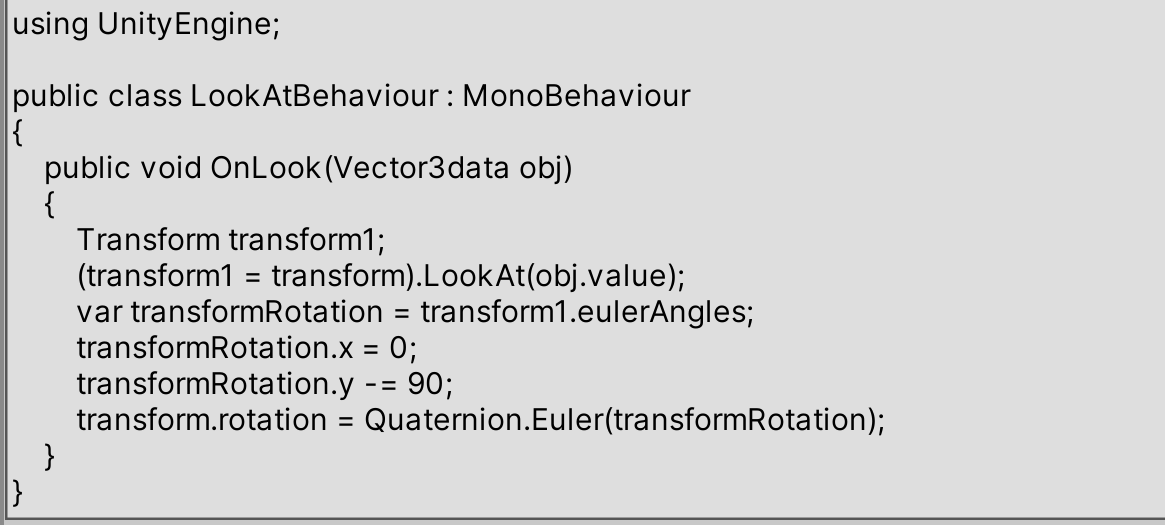 using UnityEngine;

public class LookAtBehaviour : MonoBehaviour
{
    public void OnLook(Vector3data obj)
    {
        Transform transform1;
        (transform1 = transform).LookAt(obj.value);
        var transformRotation = transform1.eulerAngles;
        transformRotation.x = 0;
        transformRotation.y -= 90;
        transform.rotation = Quaternion.Euler(transformRotation);
    }
}